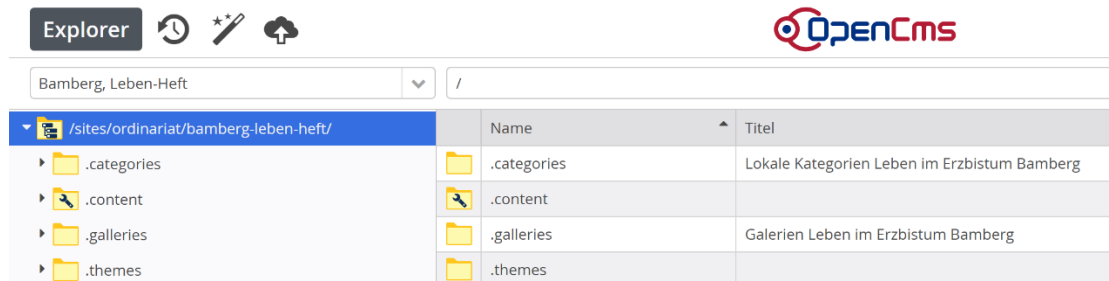 Explorer
OpenCms
Bamberg, Leben-Heft
/
/sites/ordinariat/bamberg-leben-heft/
Name
Titel
.categories
.categories
Lokale Kategorien Leben im Erzbistum Bamberg
.content
.content
.galleries
.galleries
Galerien Leben im Erzbistum Bamberg
.themes
.themes